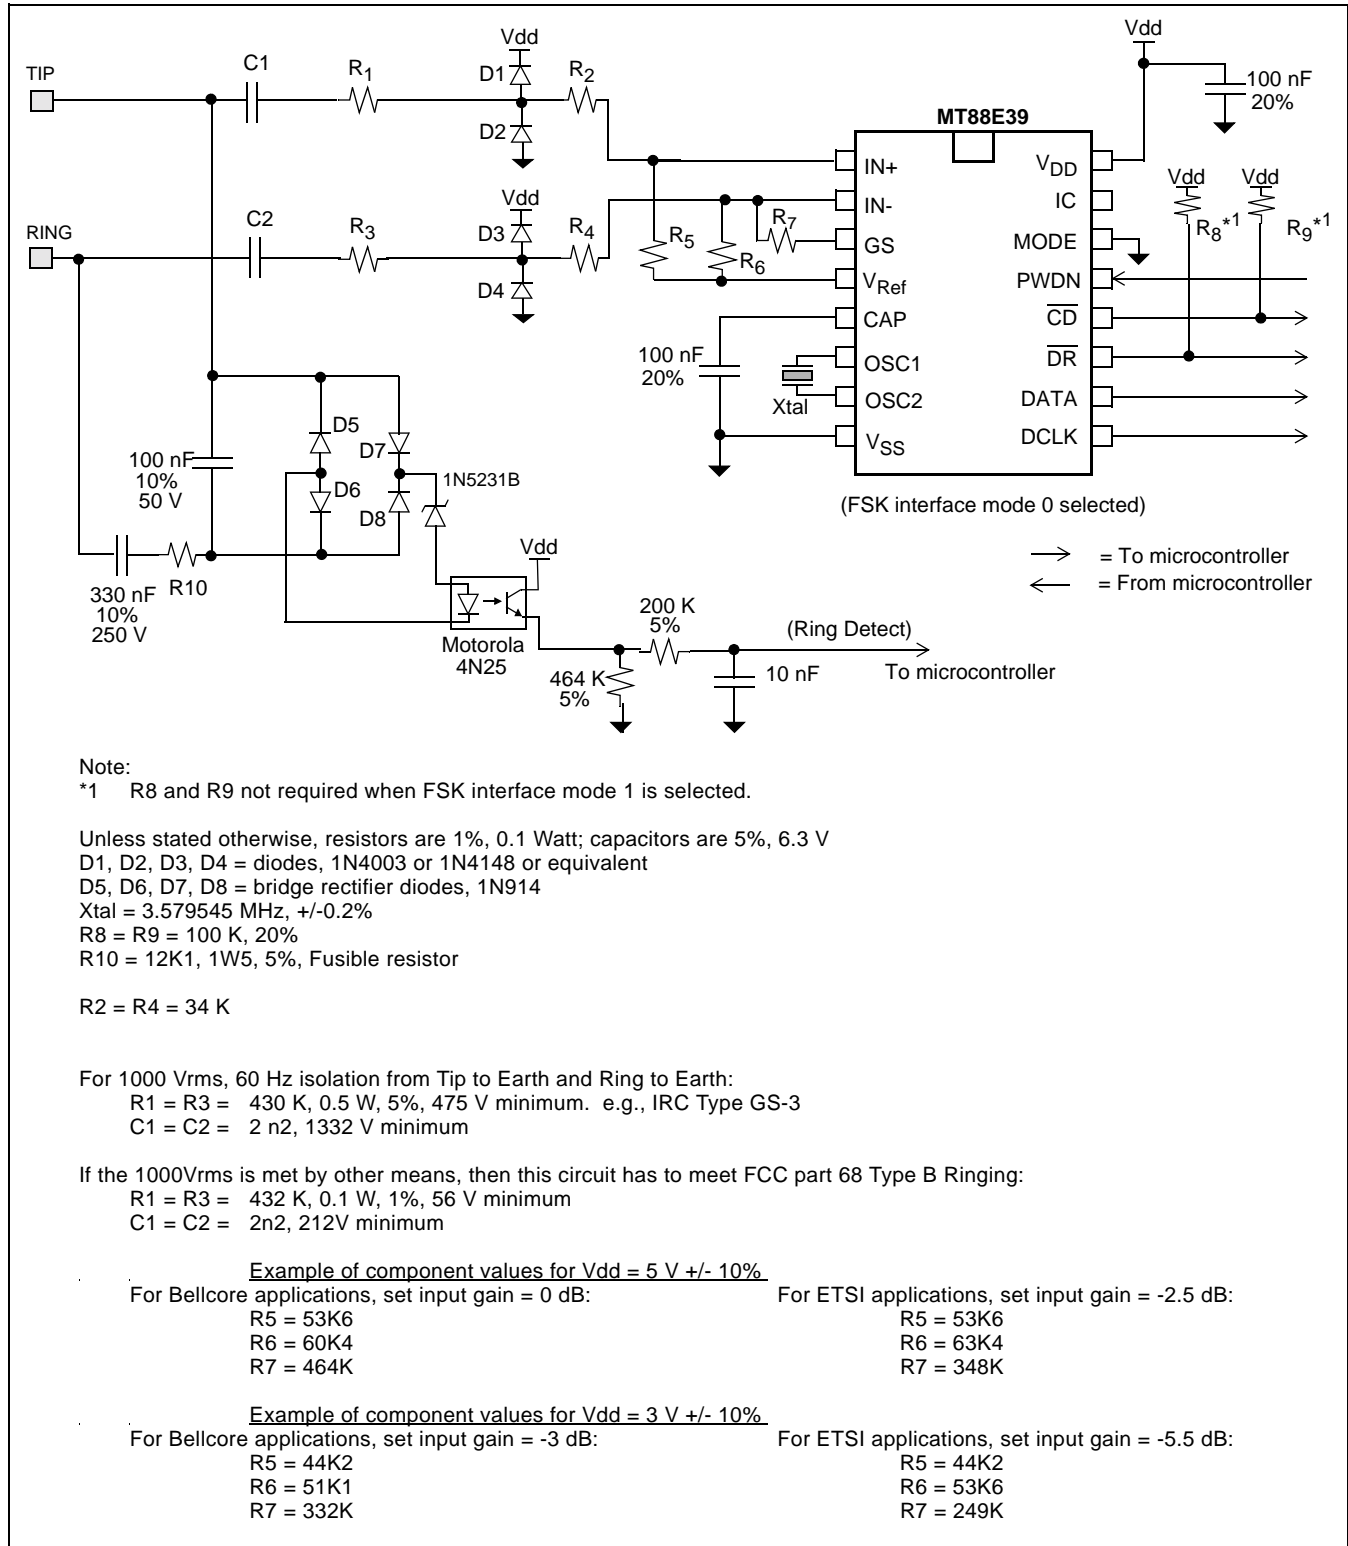 TIP
C1
R1
Vdd
D1
D2
R2
RING
C2
R3
Vdd
D3
D4
R4
R5
R6
R7
MT88E39
IN+
IN-
GS
VRef
CAP
OSC1
OSC2
VSS
VDD
IC
MODE
PWDN
CD
DR
DATA
DCLK
Vdd
100 nF
20%
Vdd
R8*1
Vdd
R9*1
100 nF
20%
Xtal
(FSK interface mode 0 selected)
= To microcontroller
= From microcontroller
100 nF
10%
50 V
D5
D6
D7
D8
1N5231B
330 nF
10%
250 V
R10
Vdd
Motorola
4N25
464 K
5%
200 K
5%
10 nF
(Ring Detect)
To microcontroller
Note:
*1 R8 and R9 not required when FSK interface mode 1 is selected.
Unless stated otherwise, resistors are 1%, 0.1 Watt; capacitors are 5%, 6.3 V
D1, D2, D3, D4 = diodes, 1N4003 or 1N4148 or equivalent
D5, D6, D7, D8 = bridge rectifier diodes, 1N914
Xtal = 3.579545 MHz, +/-0.2%
R8 = R9 = 100 K, 20%
R10 = 12K1, 1W5, 5%, Fusible resistor
R2 = R4 = 34 K
For 1000 Vrms, 60 Hz isolation from Tip to Earth and Ring to Earth:
R1 = R3 = 430 K, 0.5 W, 5%, 475 V minimum. e.g., IRC Type GS-3
C1 = C2 = 2 n2, 1332 V minimum
If the 1000Vrms is met by other means, then this circuit has to meet FCC part 68 Type B Ringing:
R1 = R3 = 432 K, 0.1 W, 1%, 56 V minimum
C1 = C2 = 2n2, 212V minimum
Example of component values for Vdd = 5 V +/- 10%
For Bellcore applications, set input gain = 0 dB:
R5 = 53K6
R6 = 60K4
R7 = 464K
For ETSI applications, set input gain = -2.5 dB:
R5 = 53K6
R6 = 63K4
R7 = 348K
Example of component values for Vdd = 3 V +/- 10%
For Bellcore applications, set input gain = -3 dB:
R5 = 44K2
R6 = 51K1
R7 = 332K
For ETSI applications, set input gain = -5.5 dB:
R5 = 44K2
R6 = 53K6
R7 = 249K